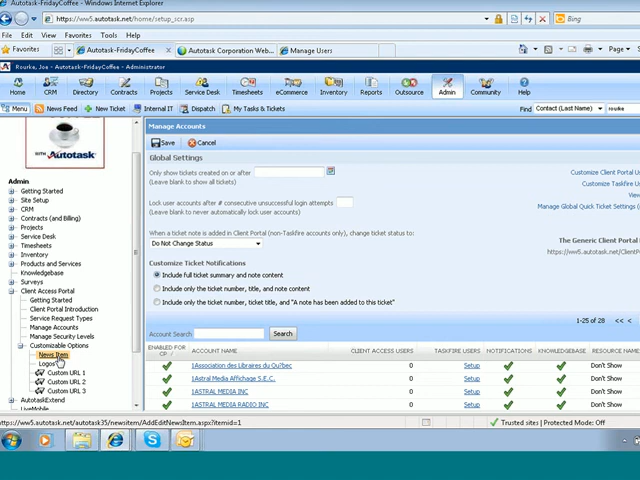 Autotask-FridayCoffee - Windows Internet Explorer
https://ww5.autotask.net/home/setup_scr.asp
Bing
File Edit View Favorites Tools Help
Favorites
Autotask-FridayCoffee
Autotask Corporation Web...
Manage Users
Page
Rourke, Joe - Autotask-FridayCoffee - Administrator
Home CRM Directory Contracts Projects Service Desk Timesheets eCommerce Inventory Reports Outsource Admin Community Help
Menu News Feed New Ticket Internal IT Dispatch My Tasks & Tickets Find Contact (Last Name) rourke
WITH Autotask
Admin
Getting Started
Site Setup
CRM
Contracts (and Billing)
Projects
Service Desk
Timesheets
Inventory
Products and Services
Knowledgebase
Surveys
Client Access Portal
Getting Started
Client Portal Introduction
Service Request Types
Manage Accounts
Manage Security Levels
Customizable Options
News Item
Logos
Custom URL 1
Custom URL 2
Custom URL 3
AutotaskExtend
LiveMobile
Manage Accounts
Save Cancel
Global Settings
Only show tickets created on or after
(Leave blank to show all tickets)
Lock user accounts after # consecutive unsuccessful login attempts
(Leave blank to never automatically lock user accounts)
When a ticket note is added in Client Portal (non-Taskfire accounts only), change ticket status to:
Do Not Change Status
Customize Ticket Notifications
Include full ticket summary and note content
Include only the ticket number, title, and note content
Include only the ticket number, ticket title, and "A note has been added to this ticket"
Customize Client Portal U
Customize Taskfire U
Vie
Manage Global Quick Ticket Settings (
The Generic Client Portal
https://ww5.autotask.net/ClientP
1-25 of 28 << <
Account Search Search
ENABLED FOR CP / ACCOUNT NAME CLIENT ACCESS USERS TASKFIRE USERS NOTIFICATIONS KNOWLEDGEBASE RESOURCE NAME
1Association des Libraires du Qu?bec 0 Setup Don't Show
1Astral Media Affichage S.E.C. 0 Setup Don't Show
1ASTRAL MEDIA INC 0 Setup Don't Show
1ASTRAL MEDIA RADIO INC 0 Setup Don't Show
https://ww5.autotask.net/autotask35/newsitem/AddEditNewsItem.aspx?itemid=1
Trusted sites | Protected Mode: Off